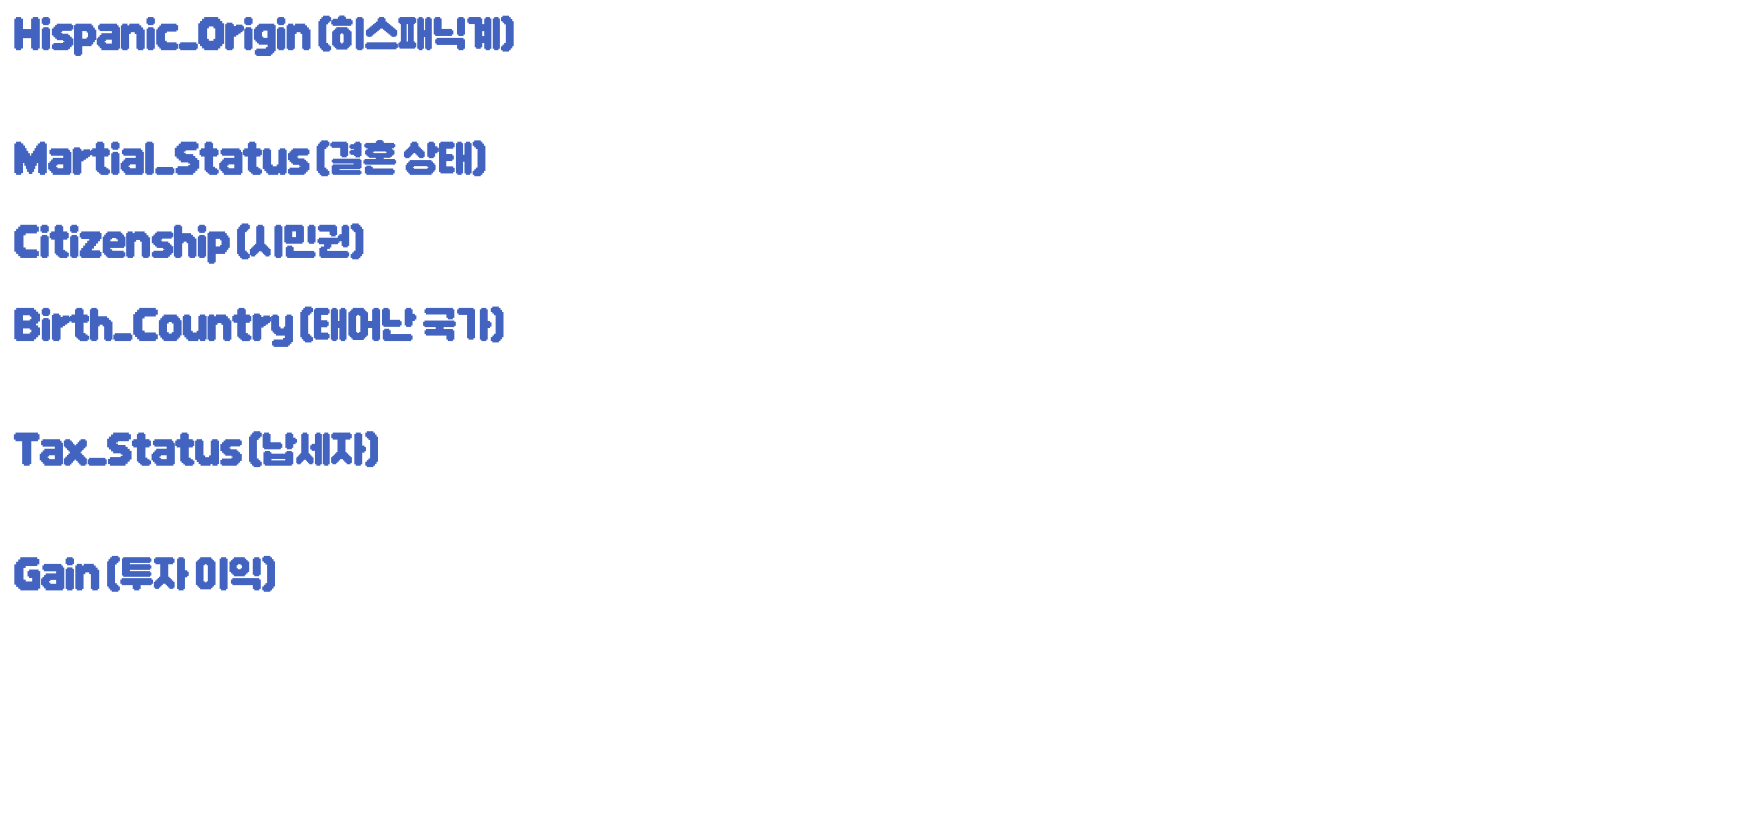 Hispanic_Origin (히스패닉계)
Martial_Status (결혼 상태)
Citizenship (시민권)
Birth_Country (태어난 국가)
Tax_Status (납세자)
Gain (투자 이익)